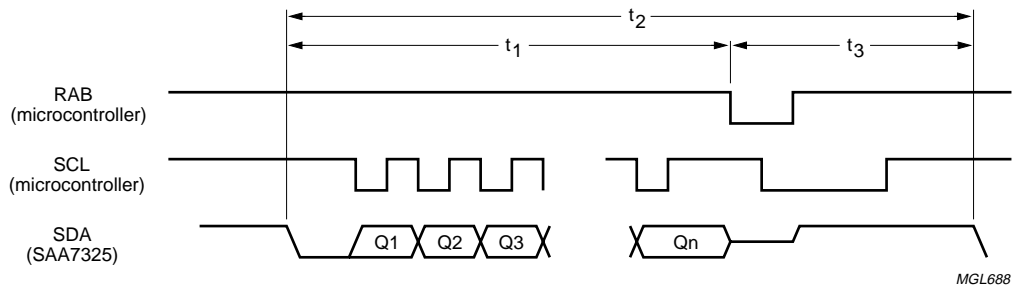 t2
t1
t3
RAB
(microcontroller)
SCL
(microcontroller)
SDA
(SAA7325)
Q1 Q2 Q3 Qn
MGL688